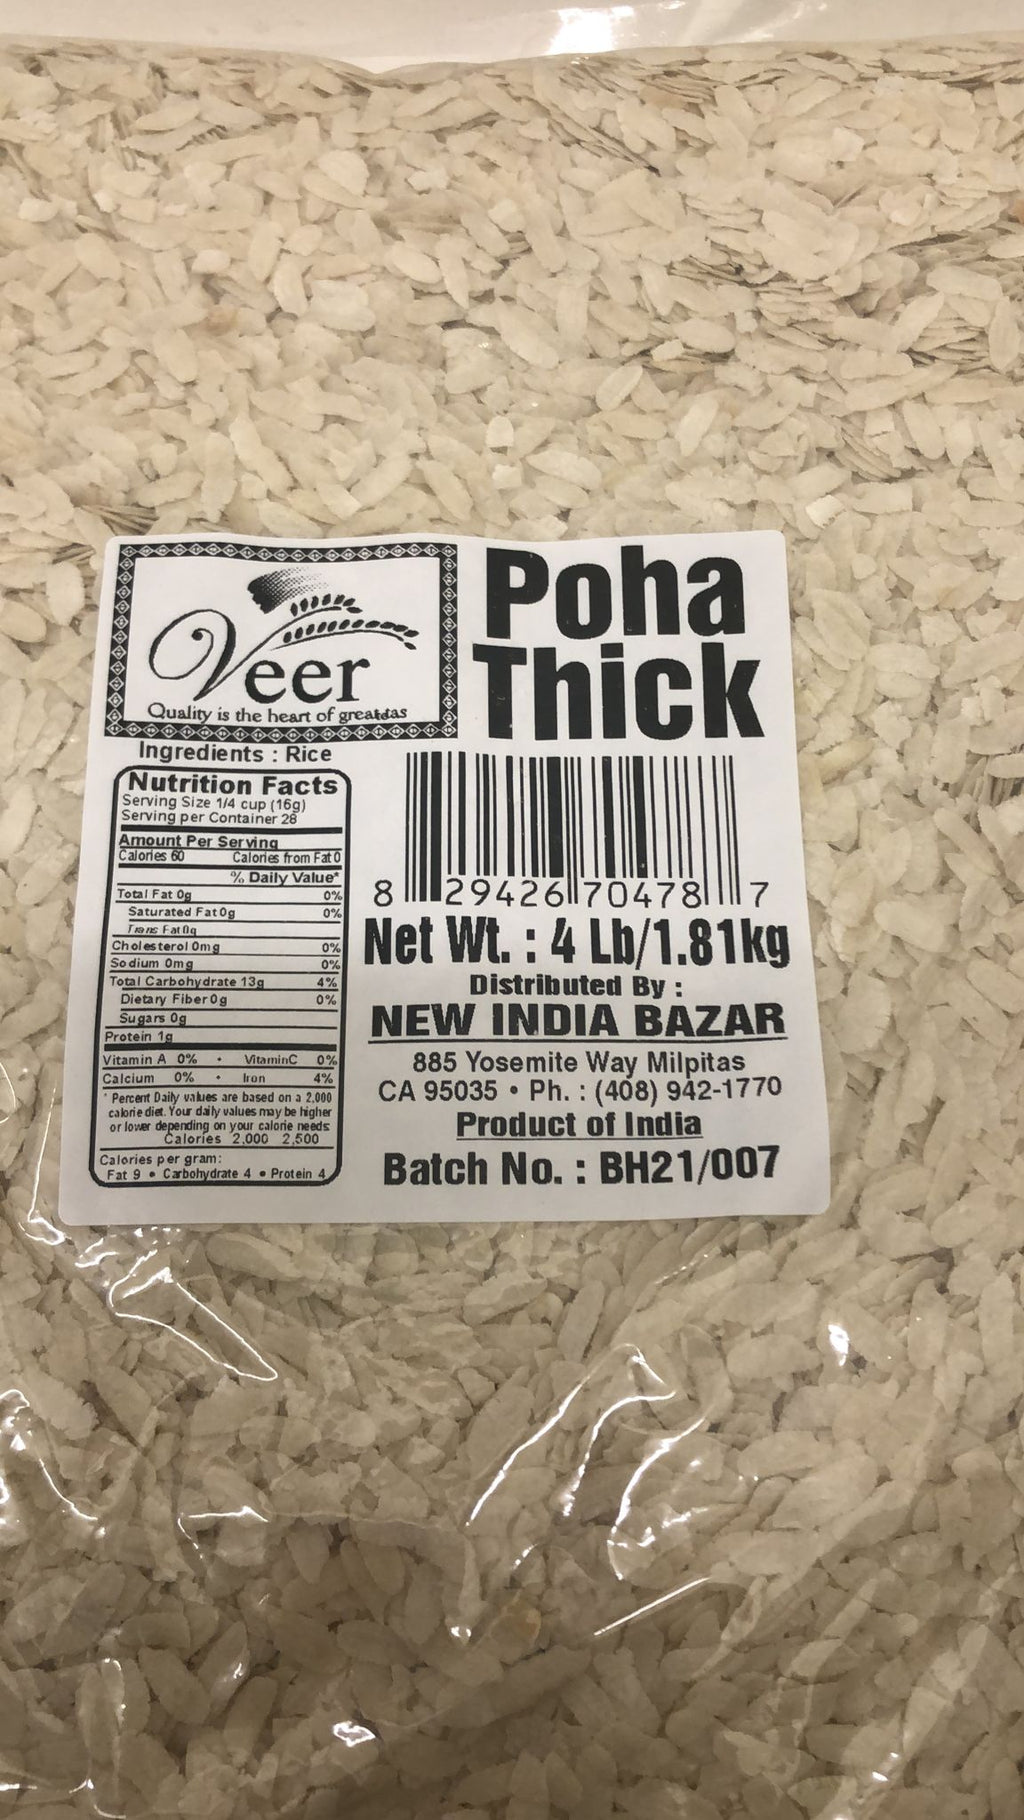 Veer
Quality is the heart of greatdas
Poha
Thick
Ingredients : Rice
Nutrition Facts
Serving Size 1/4 cup (16g)
Serving per Container 28
Amount Per Serving
Calories 60 Calories from Fat 0
% Daily Value*
Total Fat 0g 0%
Saturated Fat 0g 0%
Trans Fat 0g
Cholesterol 0mg 0%
Sodium 0mg 0%
Total Carbohydrate 13g 4%
Dietary Fiber 0g 0%
Sugars 0g
Protein 1g
Vitamin A 0% • VitaminC 0%
Calcium 0% • Iron 4%
* Percent Daily values are based on a 2,000
calorie diet. Your daily values may be higher
or lower depending on your calorie needs
Calories 2,000 2,500
Calories per gram:
Fat 9 • Carbohydrate 4 • Protein 4
8 29426 70478 7
Net Wt. : 4 Lb/1.81kg
Distributed By :
NEW INDIA BAZAR
885 Yosemite Way Milpitas
CA 95035 • Ph. : (408) 942-1770
Product of India
Batch No. : BH21/007